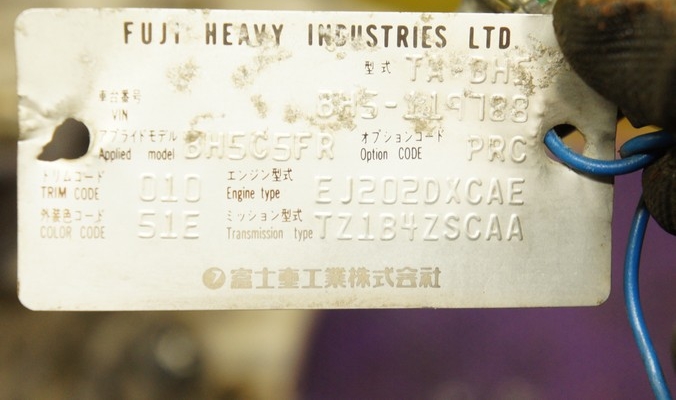 FUJI HEAVY INDUSTRIES LTD.
型式 TA-BH5
車台番号 VIN BH5-119788
アプライドモデル Applied model BH5C5FR オプションコード Option CODE PRC
トリムコード TRIM CODE 010 エンジン型式 Engine type EJ202DXCAE
外装色コード COLOR CODE 51E ミッション型式 Transmission type TZ1B4ZSCAA
富士重工業株式会社